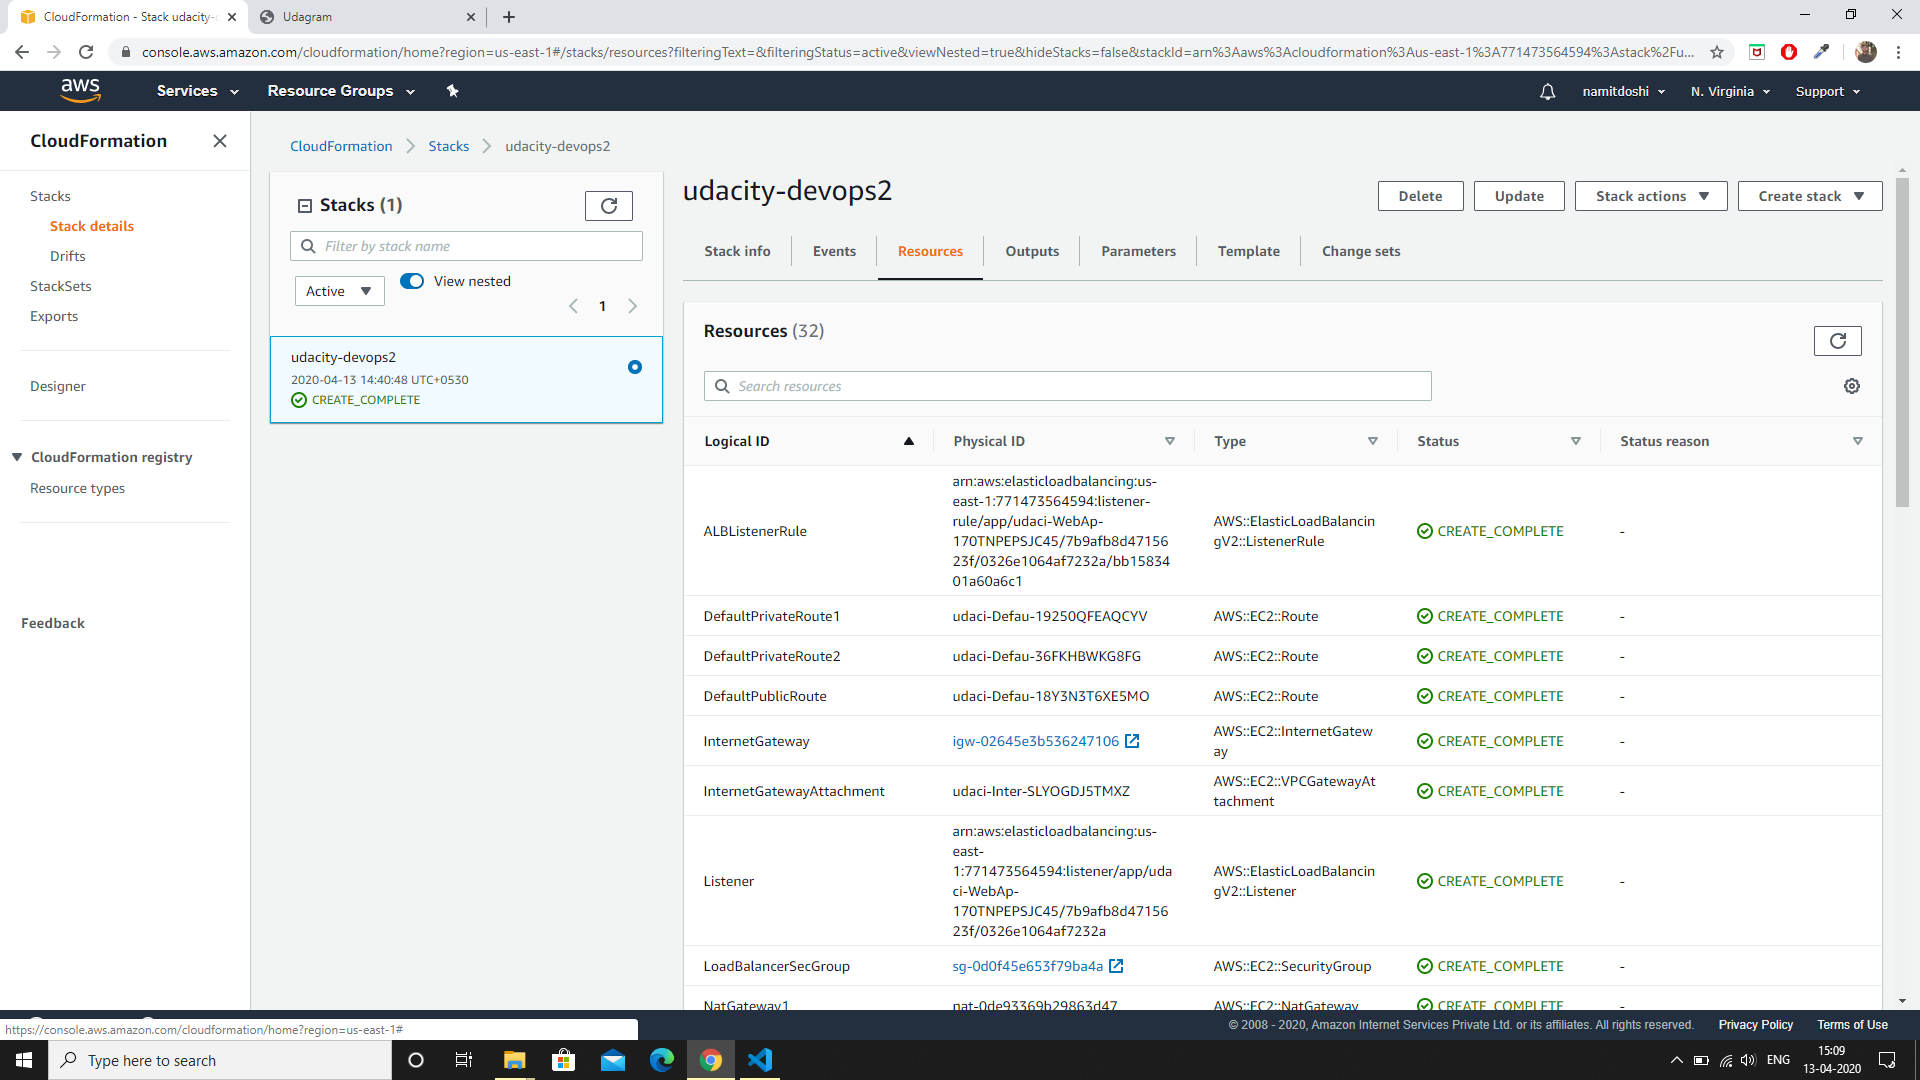 CloudFormation - Stack udacity-
Udagram
console.aws.amazon.com/cloudformation/home?region=us-east-1#/stacks/resources?filteringText=&filteringStatus=active&viewNested=true&hideStacks=false&stackId=arn%3Aaws%3Acloudformation%3Aus-east-1%3A771473564594%3Astack%2Fu...
aws
Services
Resource Groups
namitdoshi
N. Virginia
Support
CloudFormation
Stacks
Stack details
Drifts
StackSets
Exports
Designer
CloudFormation registry
Resource types
Feedback
CloudFormation
Stacks
udacity-devops2
Stacks (1)
Filter by stack name
Active
View nested
1
udacity-devops2
2020-04-13 14:40:48 UTC+0530
CREATE_COMPLETE
udacity-devops2
Delete
Update
Stack actions
Create stack
Stack info
Events
Resources
Outputs
Parameters
Template
Change sets
Resources (32)
Search resources
Logical ID
Physical ID
Type
Status
Status reason
ALBListenerRule
arn:aws:elasticloadbalancing:us-
east-1:771473564594:listener-
rule/app/udaci-WebAp-
170TNPEPSJC45/7b9afb8d47156
23f/0326e1064af7232a/bb15834
01a60a6c1
AWS::ElasticLoadBalancin
gV2::ListenerRule
CREATE_COMPLETE
-
DefaultPrivateRoute1
udaci-Defau-19250QFEAQCYV
AWS::EC2::Route
CREATE_COMPLETE
-
DefaultPrivateRoute2
udaci-Defau-36FKHBWKG8FG
AWS::EC2::Route
CREATE_COMPLETE
-
DefaultPublicRoute
udaci-Defau-18Y3N3T6XE5MO
AWS::EC2::Route
CREATE_COMPLETE
-
InternetGateway
igw-02645e3b536247106
AWS::EC2::InternetGatew
ay
CREATE_COMPLETE
-
InternetGatewayAttachment
udaci-Inter-SLYOGDJ5TMXZ
AWS::EC2::VPCGatewayAt
tachment
CREATE_COMPLETE
-
Listener
arn:aws:elasticloadbalancing:us-
east-
1:771473564594:listener/app/uda
ci-WebAp-
170TNPEPSJC45/7b9afb8d47156
23f/0326e1064af7232a
AWS::ElasticLoadBalancin
gV2::Listener
CREATE_COMPLETE
-
LoadBalancerSecGroup
sg-0d0f45e653f79ba4a
AWS::EC2::SecurityGroup
CREATE_COMPLETE
-
NatGateway1
nat-0de93369b29863d47
AWS::EC2::NatGateway
CREATE_COMPLETE
-
https://console.aws.amazon.com/cloudformation/home?region=us-east-1#
© 2008 - 2020, Amazon Internet Services Private Ltd. or its affiliates. All rights reserved.
Privacy Policy
Terms of Use
Type here to search
ENG
15:09
13-04-2020